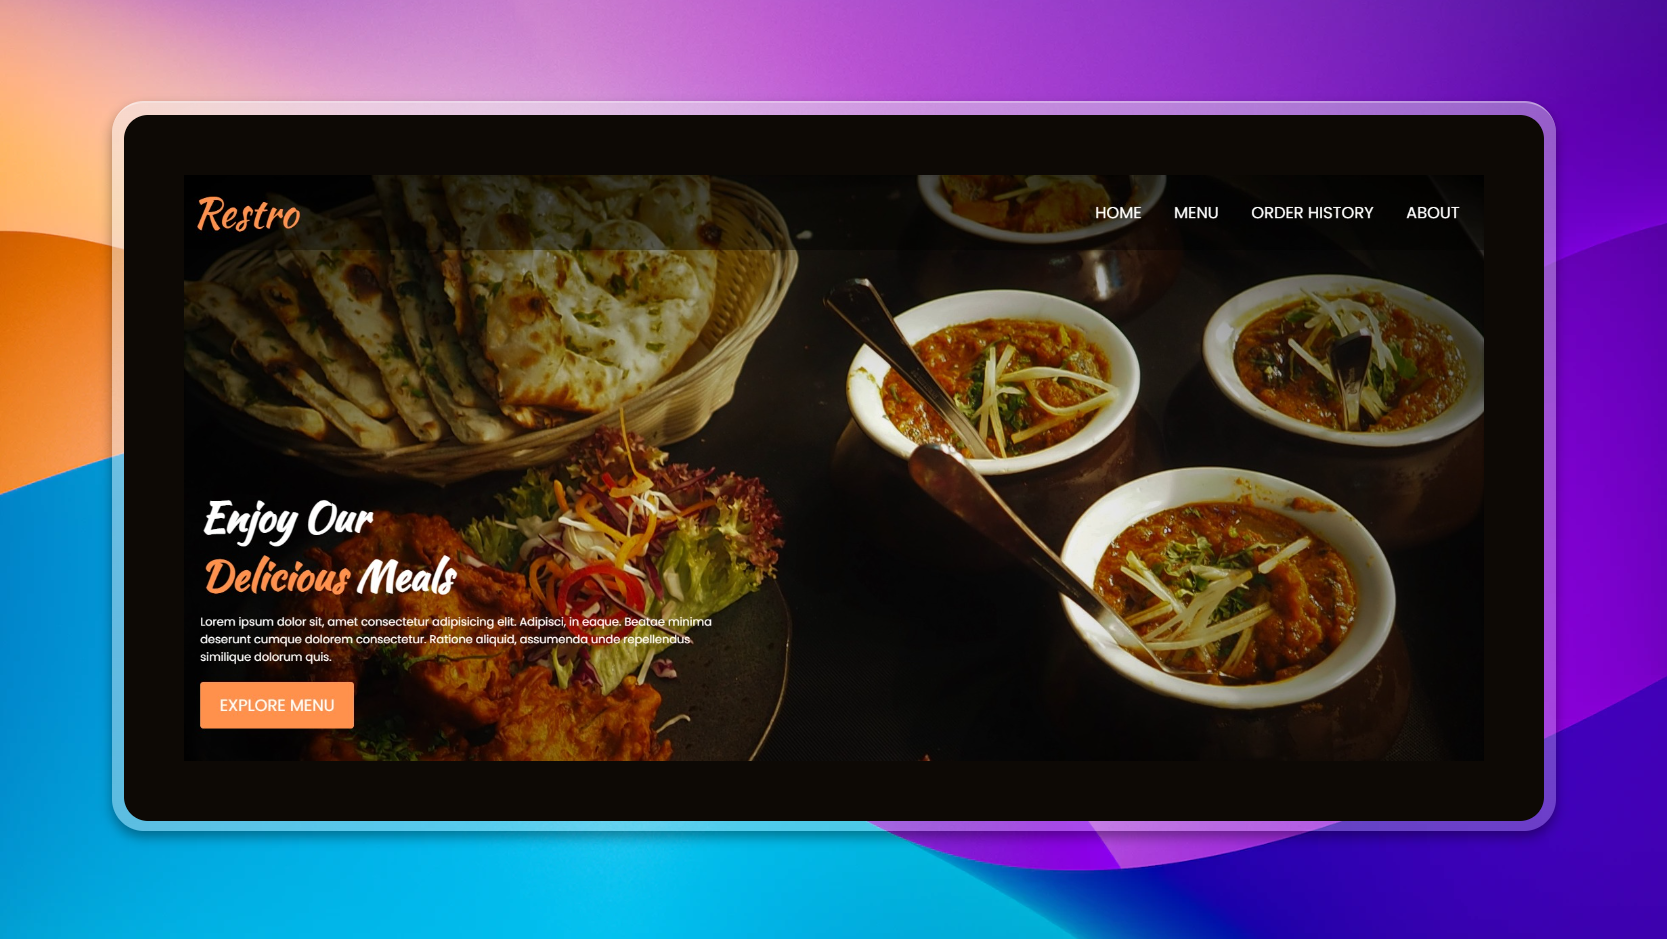 Restro
HOME MENU ORDER HISTORY ABOUT
Enjoy Our
Delicious Meals
Lorem ipsum dolor sit, amet consectetur adipisicing elit. Adipisci, in eaque. Beatae minima
deserunt cumque dolorem consectetur. Ratione aliquid, assumenda unde repellendus
similique dolorum quis.
EXPLORE MENU